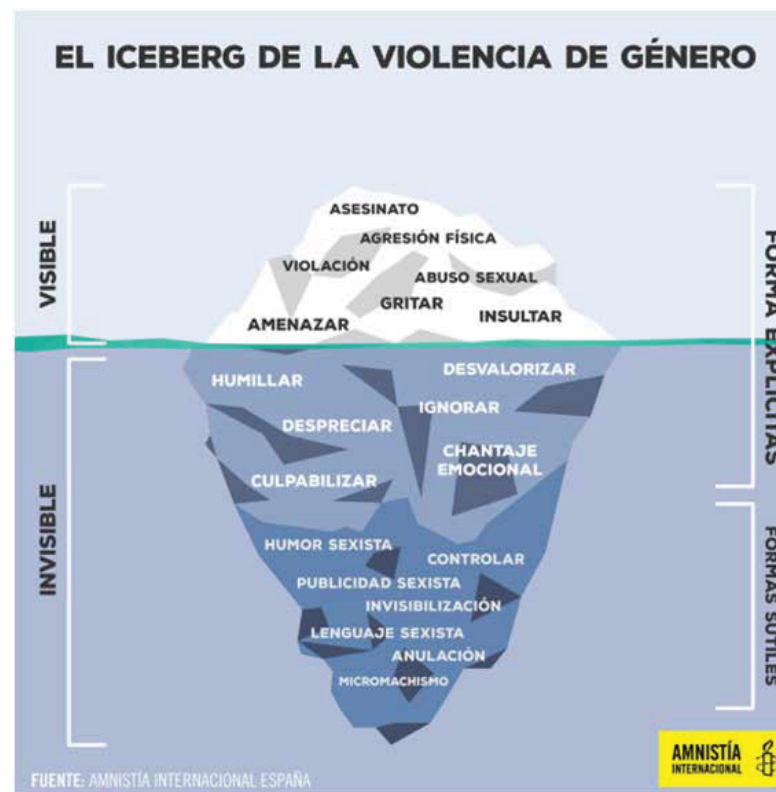 EL ICEBERG DE LA VIOLENCIA DE GÉNERO
VISIBLE
ASESINATO
AGRESIÓN FÍSICA
VIOLACIÓN
ABUSO SEXUAL
GRITAR
INSULTAR
AMENAZAR
FORMA EXPLÍCITAS
INVISIBLE
DESVALORIZAR
HUMILLAR
IGNORAR
DESPRECIAR
CHANTAJE
EMOCIONAL
CULPABILIZAR
HUMOR SEXISTA
CONTROLAR
PUBLICIDAD SEXISTA
INVISIBILIZACIÓN
LENGUAJE SEXISTA
ANULACIÓN
MICROMACHISMO
FORMAS SUTILES
AMNISTÍA
INTERNACIONAL
FUENTE: AMNISTÍA INTERNACIONAL ESPAÑA